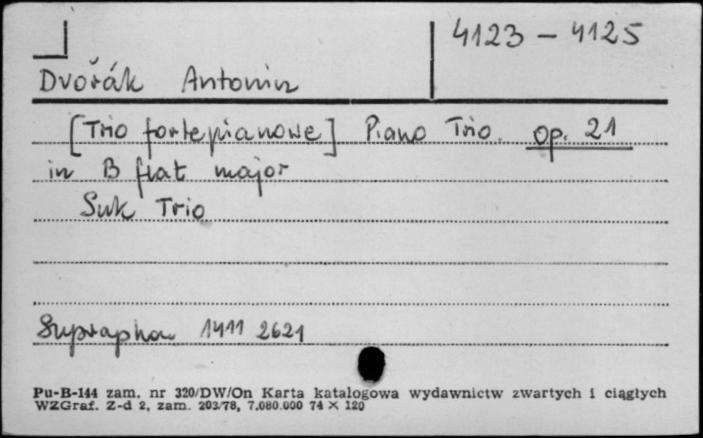 4123 - 4125
Dvořák Antonin
[Trio fortepianowe] Piano Trio. op. 21
in B flat major
Suk Trio
Supraphon 1411 2621
Pu-B-144 zam. nr 320/DW/On Karta katalogowa wydawnictw zwartych i ciągłych
WZGraf. Z-d 2, zam. 203/78, 7.080.000 74 × 120